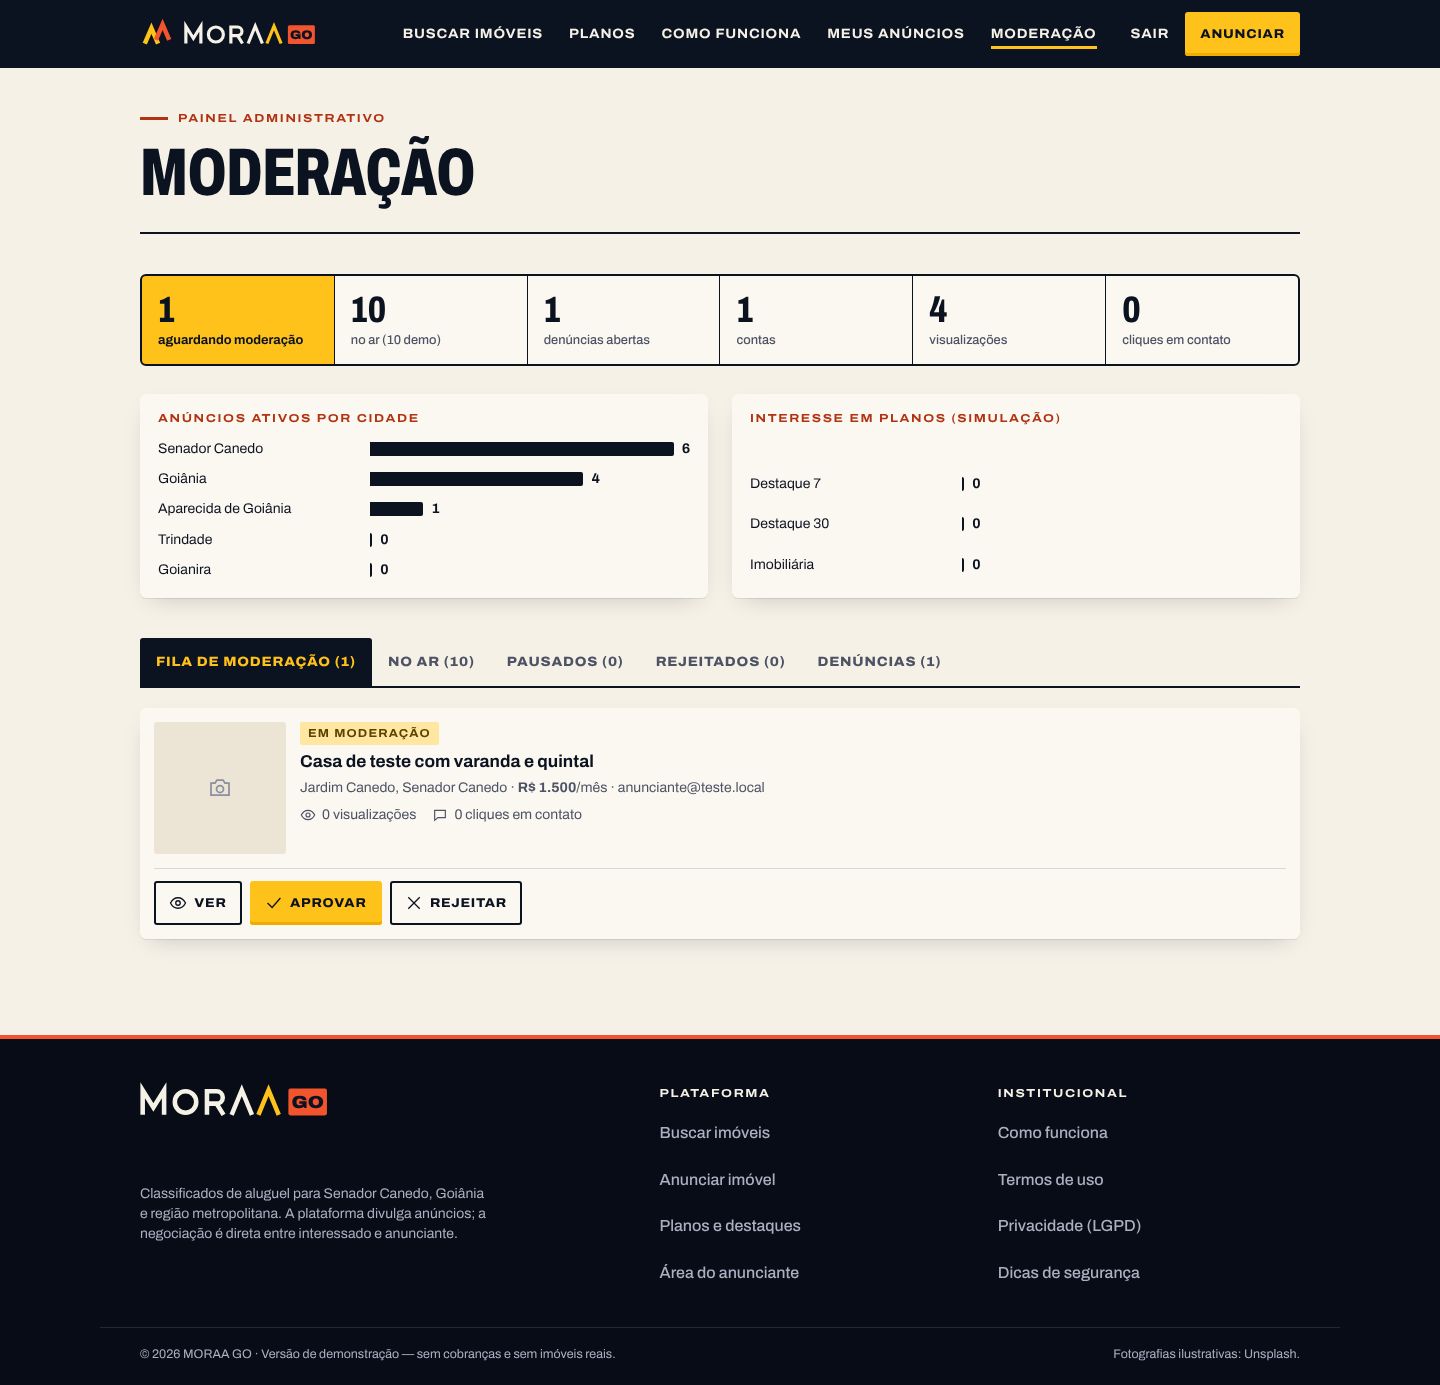 MORAA GO
BUSCAR IMÓVEIS
PLANOS
COMO FUNCIONA
MEUS ANÚNCIOS
MODERAÇÃO
SAIR
ANUNCIAR
PAINEL ADMINISTRATIVO
MODERAÇÃO
1
aguardando moderação
10
no ar (10 demo)
1
denúncias abertas
1
contas
4
visualizações
0
cliques em contato
ANÚNCIOS ATIVOS POR CIDADE
Senador Canedo 6
Goiânia 4
Aparecida de Goiânia 1
Trindade 0
Goianira 0
INTERESSE EM PLANOS (SIMULAÇÃO)
Destaque 7 0
Destaque 30 0
Imobiliária 0
FILA DE MODERAÇÃO (1)
NO AR (10)
PAUSADOS (0)
REJEITADOS (0)
DENÚNCIAS (1)
EM MODERAÇÃO
Casa de teste com varanda e quintal
Jardim Canedo, Senador Canedo · R$ 1.500/mês · anunciante@teste.local
0 visualizações 0 cliques em contato
VER
APROVAR
REJEITAR
MORAA GO
Classificados de aluguel para Senador Canedo, Goiânia
e região metropolitana. A plataforma divulga anúncios; a
negociação é direta entre interessado e anunciante.
PLATAFORMA
Buscar imóveis
Anunciar imóvel
Planos e destaques
Área do anunciante
INSTITUCIONAL
Como funciona
Termos de uso
Privacidade (LGPD)
Dicas de segurança
© 2026 MORAA GO · Versão de demonstração — sem cobranças e sem imóveis reais.
Fotografias ilustrativas: Unsplash.